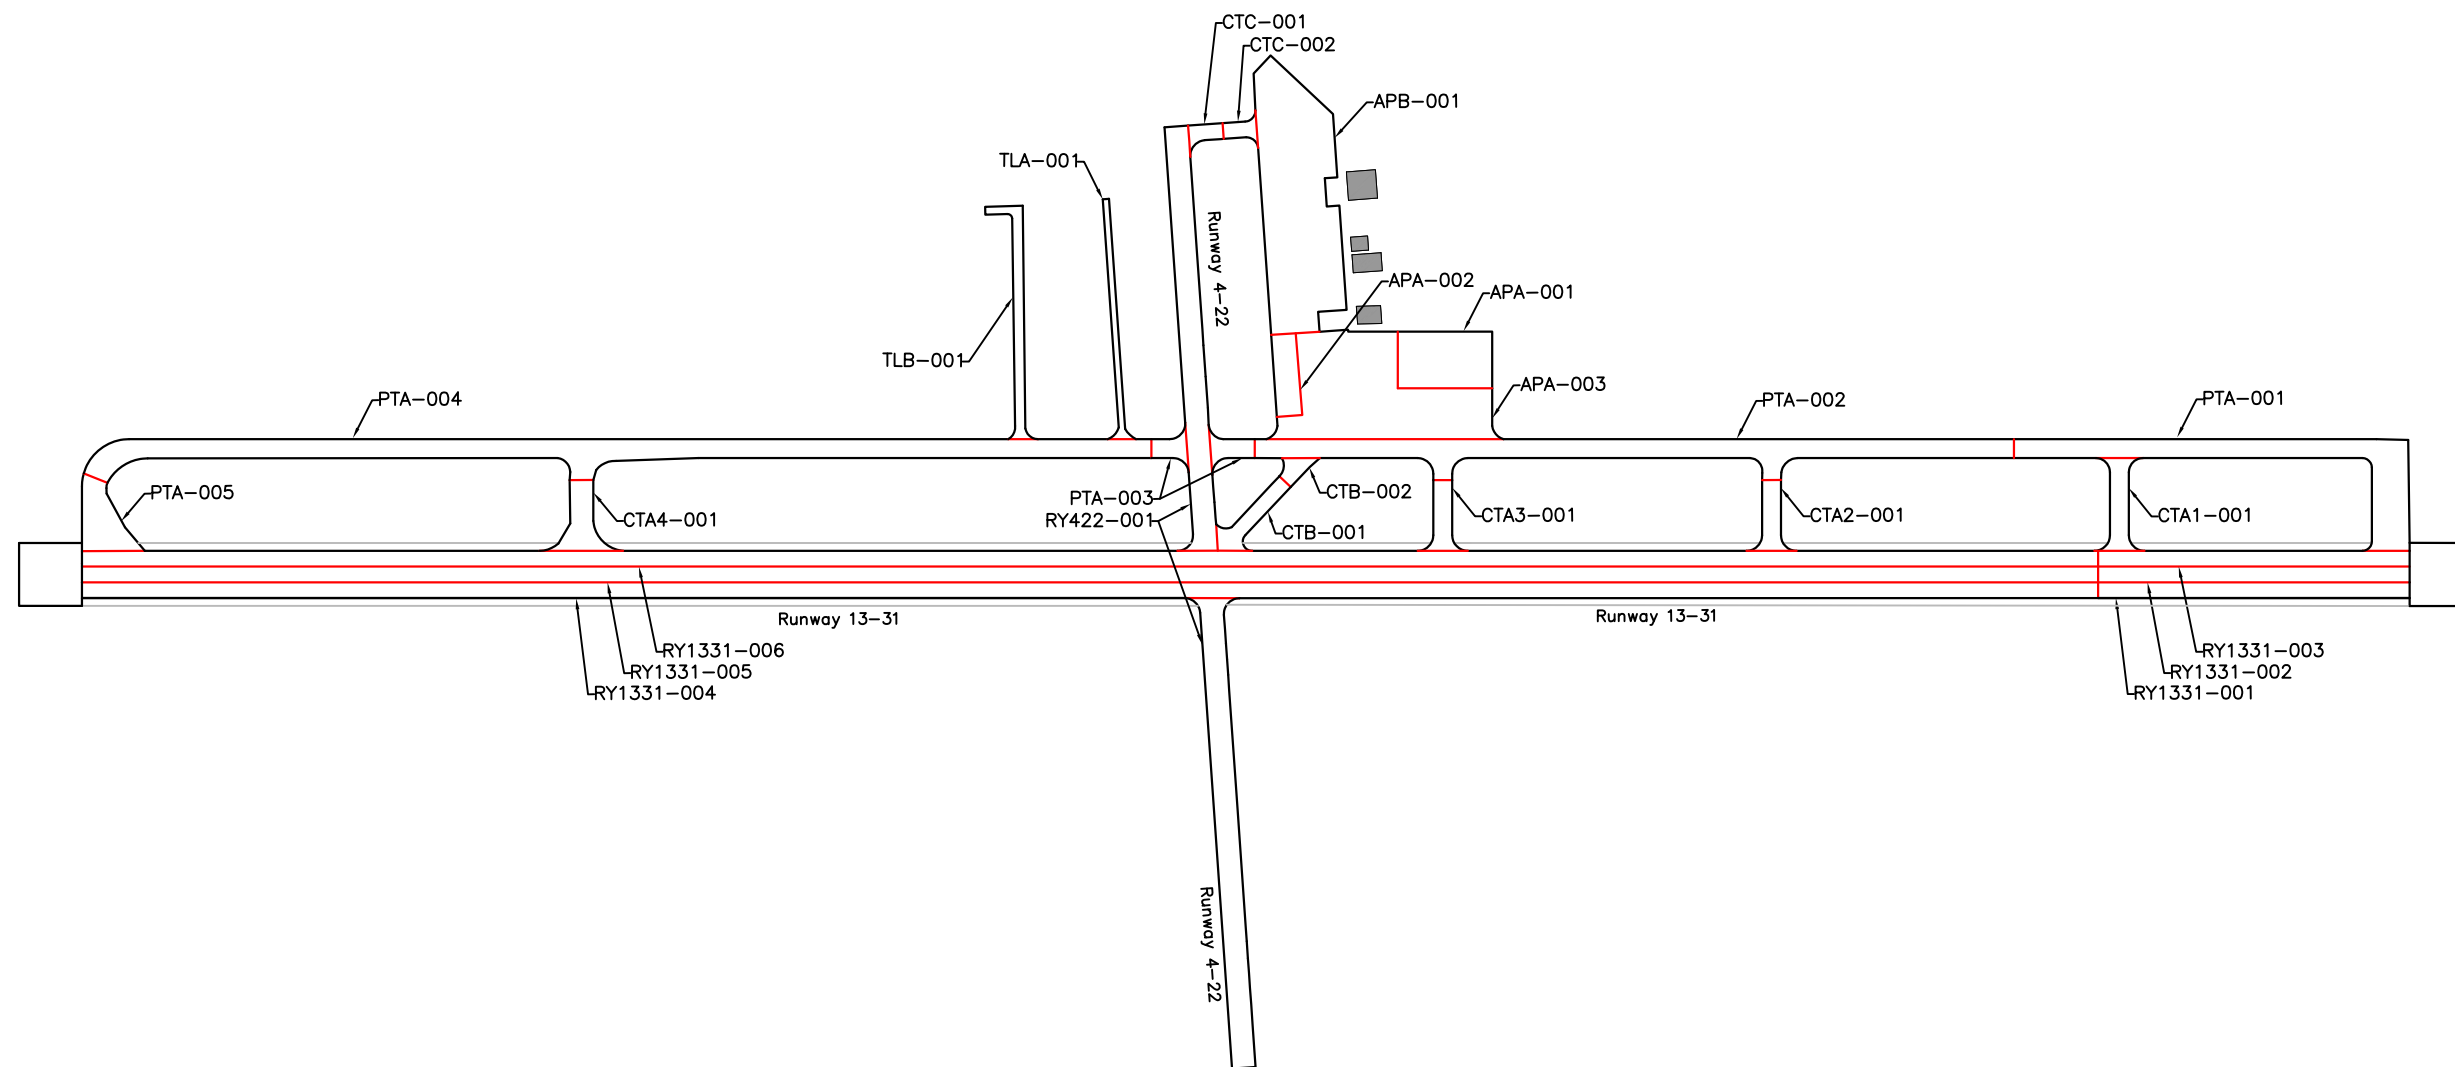 CTC-001
CTC-002
APB-001
TLA-001
Runway 4-22
APA-002
APA-001
TLB-001
APA-003
PTA-004
PTA-002
PTA-001
PTA-005
PTA-003
CTB-002
CTA4-001
RY422-001
CTB-001
CTA3-001
CTA2-001
CTA1-001
Runway 13-31
Runway 13-31
RY1331-006
RY1331-005
RY1331-004
RY1331-003
RY1331-002
RY1331-001
Runway 4-22